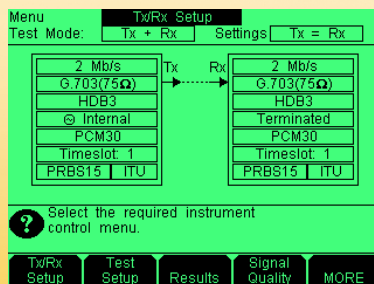 Menu Tx/Rx Setup
Test Mode: Tx + Rx Settings Tx = Rx
2 Mb/s Tx Rx 2 Mb/s
G.703(75Ω) G.703(75Ω)
HDB3 HDB3
Internal Terminated
PCM30 PCM30
Timeslot: 1 Timeslot: 1
PRBS15 ITU PRBS15 ITU
? Select the required instrument
control menu.
Tx/Rx Setup Test Setup Results Signal Quality MORE